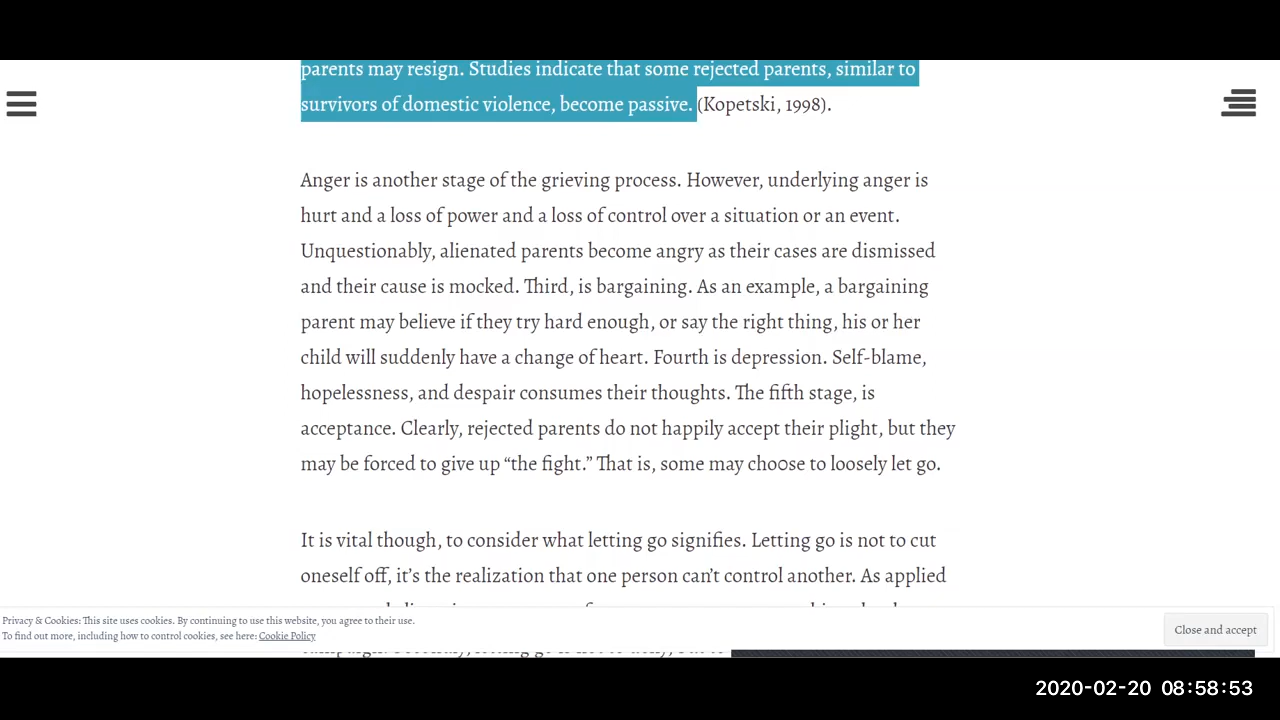 parents may resign. Studies indicate that some rejected parents, similar to
survivors of domestic violence, become passive. (Kopetski, 1998).
Anger is another stage of the grieving process. However, underlying anger is
hurt and a loss of power and a loss of control over a situation or an event.
Unquestionably, alienated parents become angry as their cases are dismissed
and their cause is mocked. Third, is bargaining. As an example, a bargaining
parent may believe if they try hard enough, or say the right thing, his or her
child will suddenly have a change of heart. Fourth is depression. Self-blame,
hopelessness, and despair consumes their thoughts. The fifth stage, is
acceptance. Clearly, rejected parents do not happily accept their plight, but they
may be forced to give up “the fight.” That is, some may choose to loosely let go.
It is vital though, to consider what letting go signifies. Letting go is not to cut
oneself off, it’s the realization that one person can’t control another. As applied
Privacy & Cookies: This site uses cookies. By continuing to use this website, you agree to their use.
To find out more, including how to control cookies, see here: Cookie Policy
Close and accept
2020-02-20 08:58:53